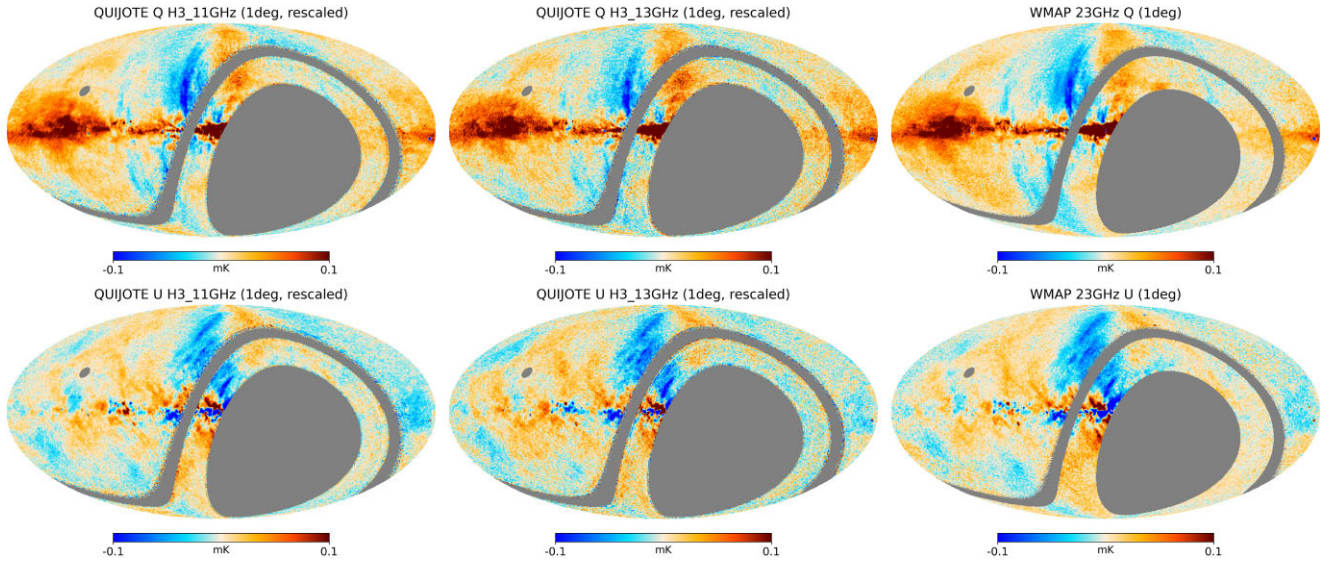 QUIJOTE Q H3_11GHz (1deg, rescaled)
QUIJOTE Q H3_13GHz (1deg, rescaled)
WMAP 23GHz Q (1deg)
-0.1 mK 0.1
-0.1 mK 0.1
-0.1 mK 0.1
QUIJOTE U H3_11GHz (1deg, rescaled)
QUIJOTE U H3_13GHz (1deg, rescaled)
WMAP 23GHz U (1deg)
-0.1 mK 0.1
-0.1 mK 0.1
-0.1 mK 0.1